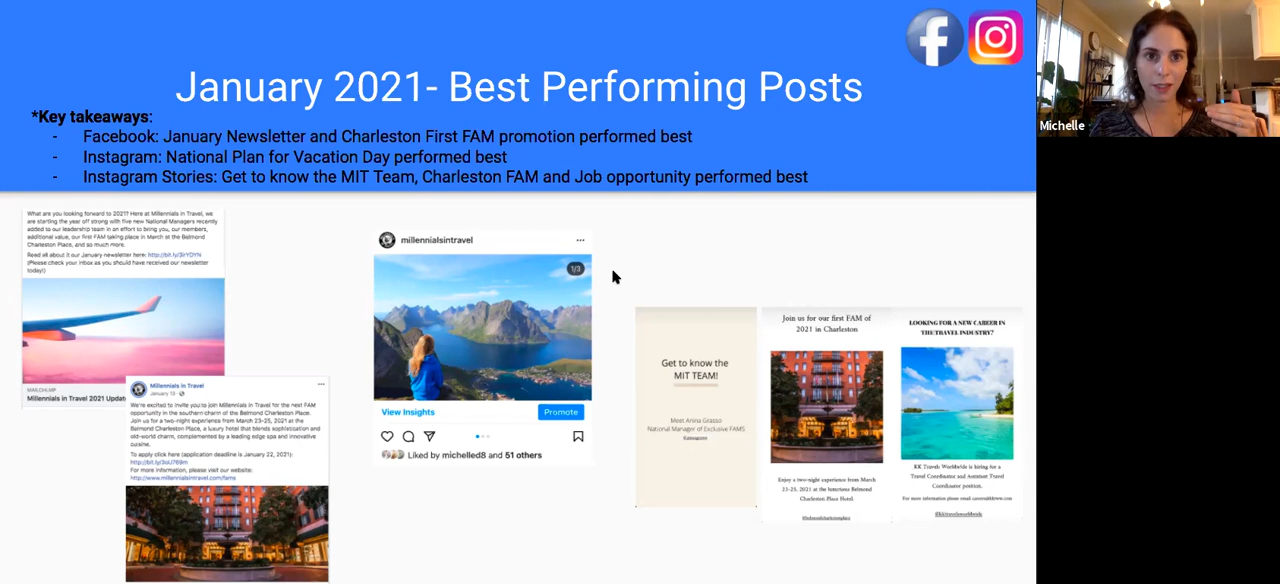 January 2021- Best Performing Posts
*Key takeaways:
- Facebook: January Newsletter and Charleston First FAM promotion performed best
- Instagram: National Plan for Vacation Day performed best
- Instagram Stories: Get to know the MIT Team, Charleston FAM and Job opportunity performed best
Michelle
What are you looking forward to 2021? Here at Millennials in Travel, we
are starting the year off strong with five new National Managers recently
added to our leadership team in an effort to bring you, our members,
additional value, our first FAM taking place in March at the Belmond
Charleston Place, and so much more.
Read all about it our January newsletter here:
(Please check your inbox as you should have received our newsletter
today!)
MAILCHI.MP
Millennials in Travel 2021 Updat
Millennials in Travel
January 13
We're excited to invite you to join Millennials in Travel for the next FAM
opportunity in the southern charm of the Belmond Charleston Place.
Join us for a two-night experience from March 23-25, 2021 at the
Belmond Charleston Place, a luxury hotel that blends sophistication and
old-world charm, complemented by a leading edge spa and innovative
cuisine.
To apply click here (application deadline is January 22, 2021):
For more information, please visit our website:
http://www.millennialsintravel.com/fams
millennialsintravel
1/3
View Insights
Promote
Liked by michelled8 and 51 others
Get to know the
MIT TEAM!
Meet Arina Grasso
National Manager of Exclusive FAMS
Join us for our first FAM of
2021 in Charleston
Enjoy a two-night experience from March
23-25, 2021 at the notorious Belmond
Charleston Place Hotel.
@belmondcharlestonplace
LOOKING FOR A NEW CAREER IN
THE TRAVEL INDUSTRY?
KK Travels Worldwide is hiring for a
Travel Coordinator and Assistant Travel
Coordinator position.
For more information please email
@kktravelsworldwide